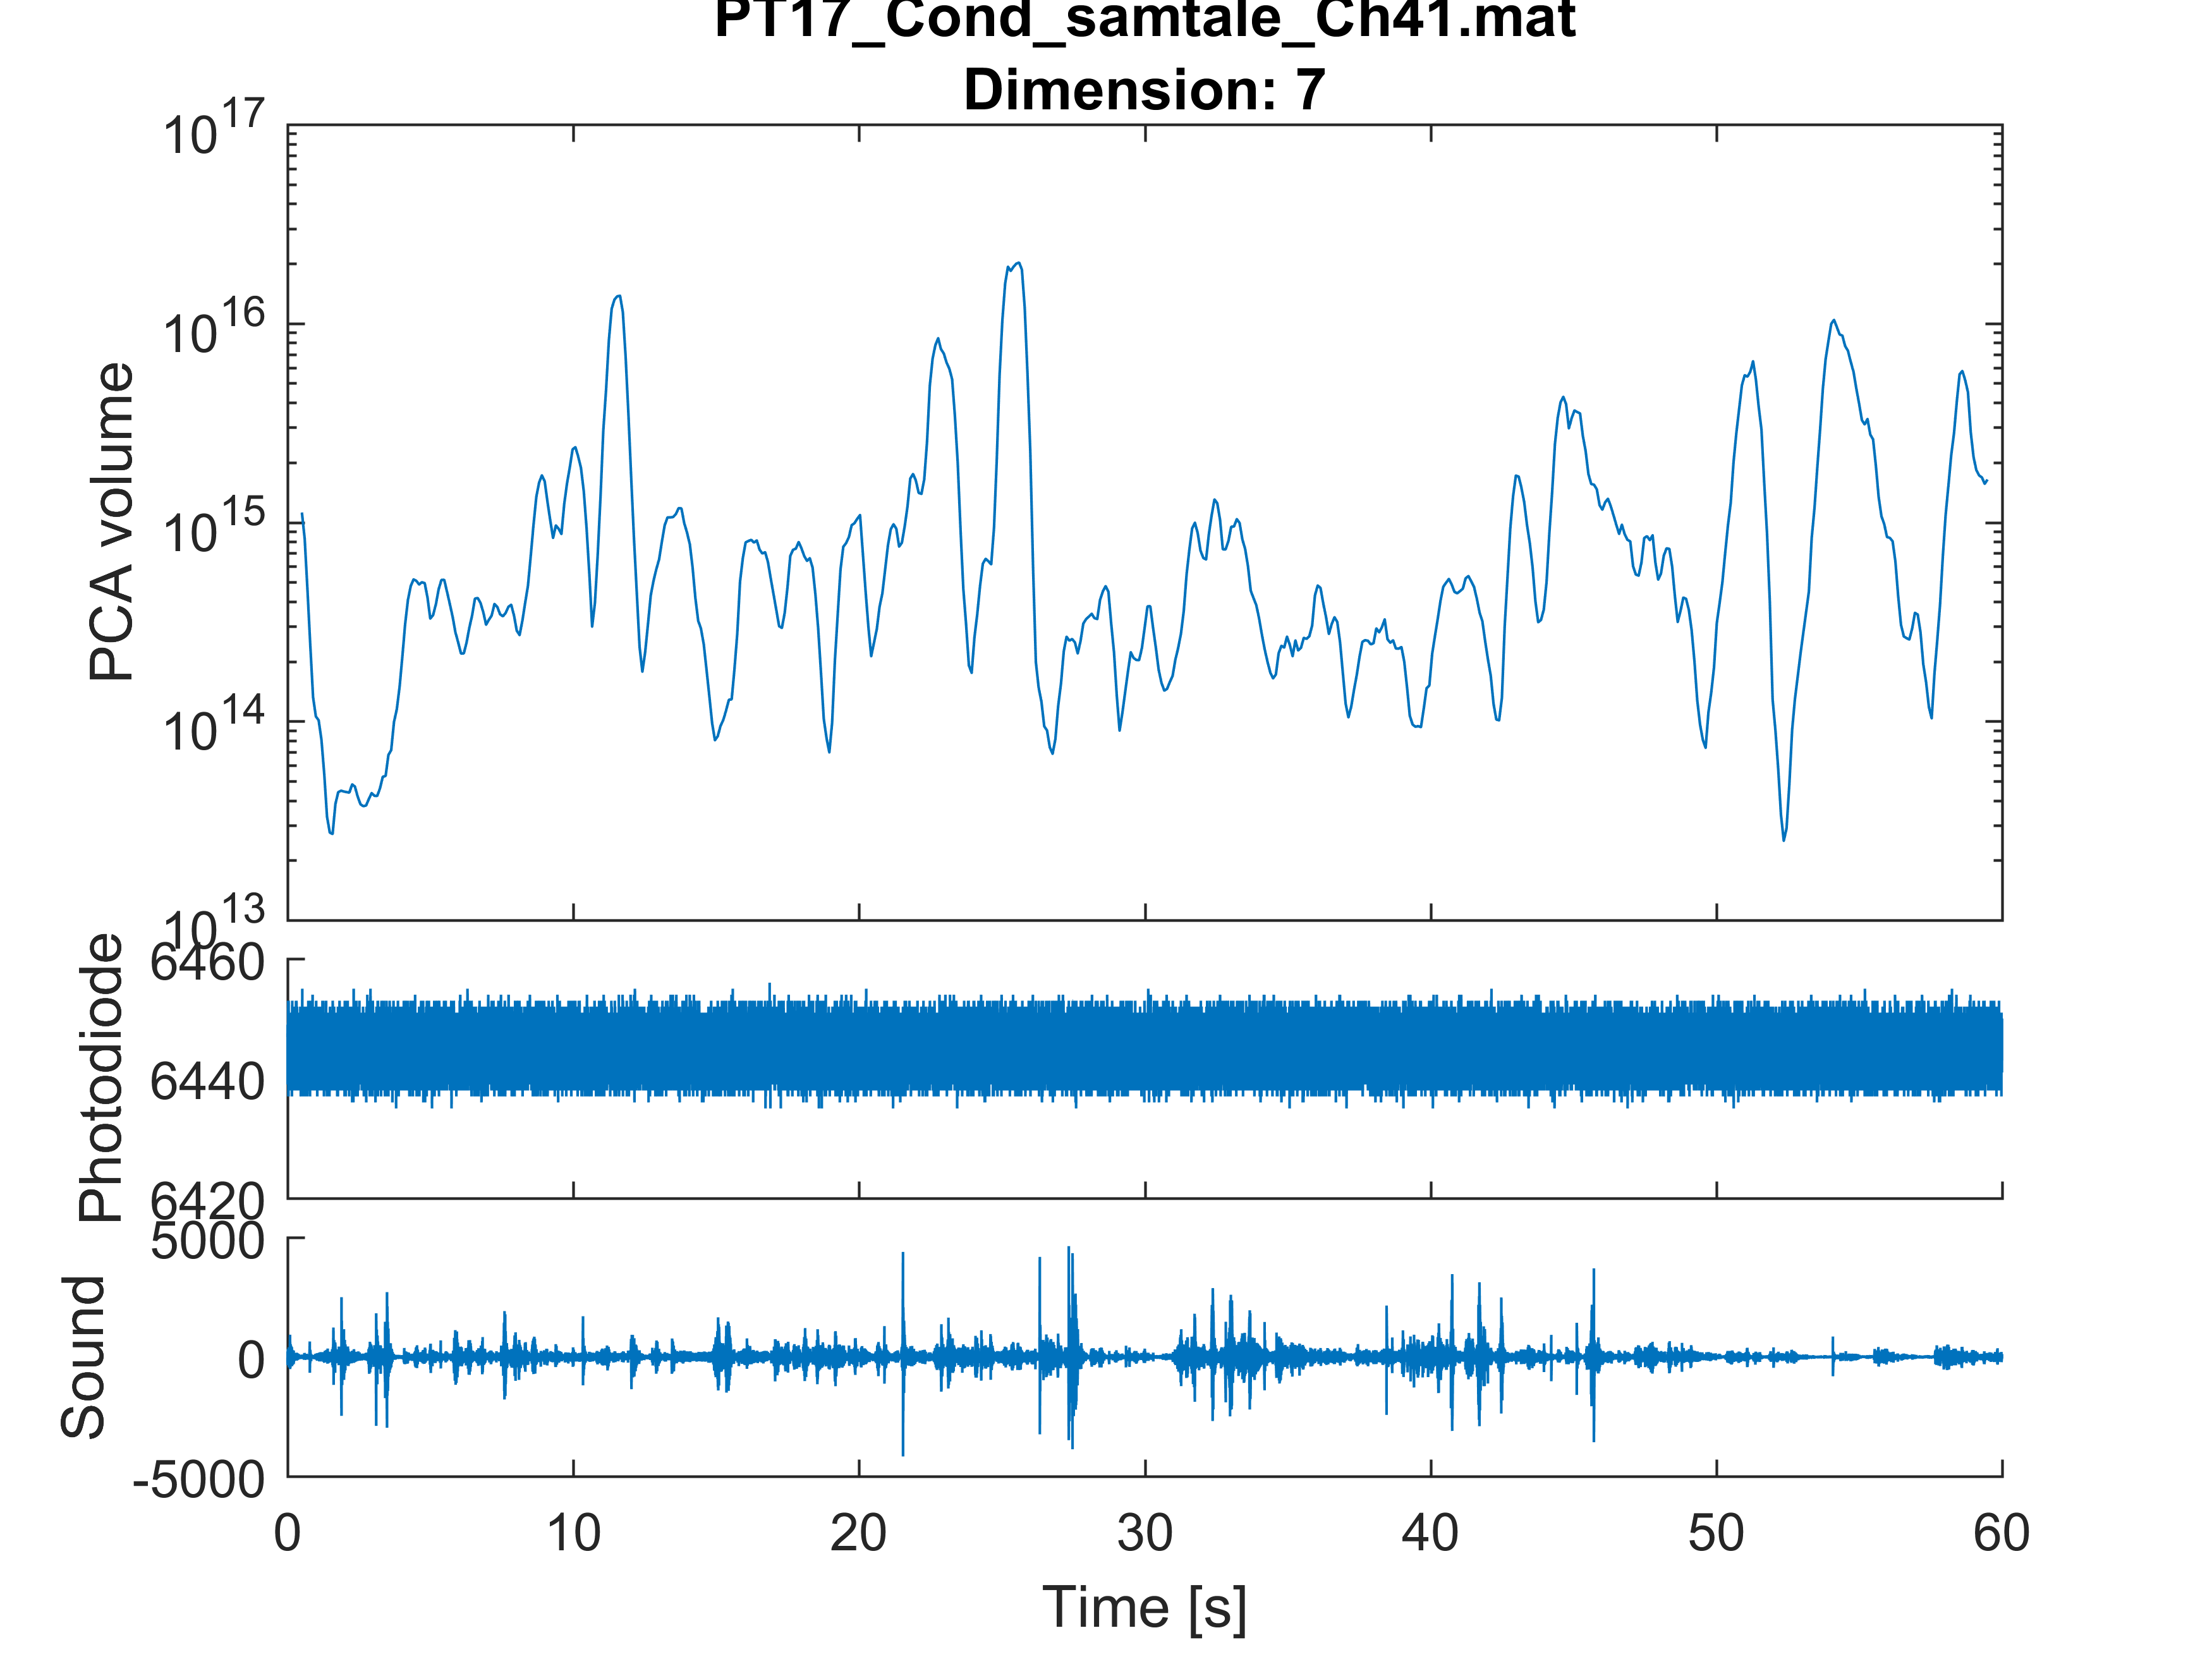 PT17_Cond_samtale_Ch41.mat
Dimension: 7
PCA volume
10^17
10^16
10^15
10^14
10^13
Photodiode
6460
6440
6420
Sound
5000
0
-5000
0 10 20 30 40 50 60
Time [s]